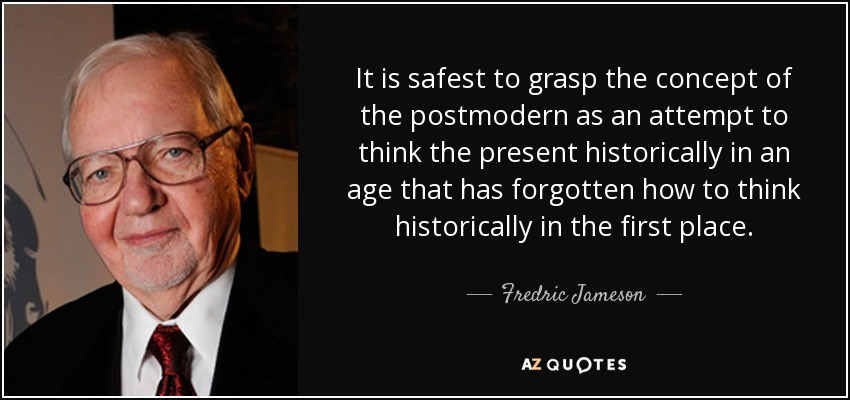 It is safest to grasp the concept of
the postmodern as an attempt to
think the present historically in an
age that has forgotten how to think
historically in the first place.
Fredric Jameson
AZ QUOTES